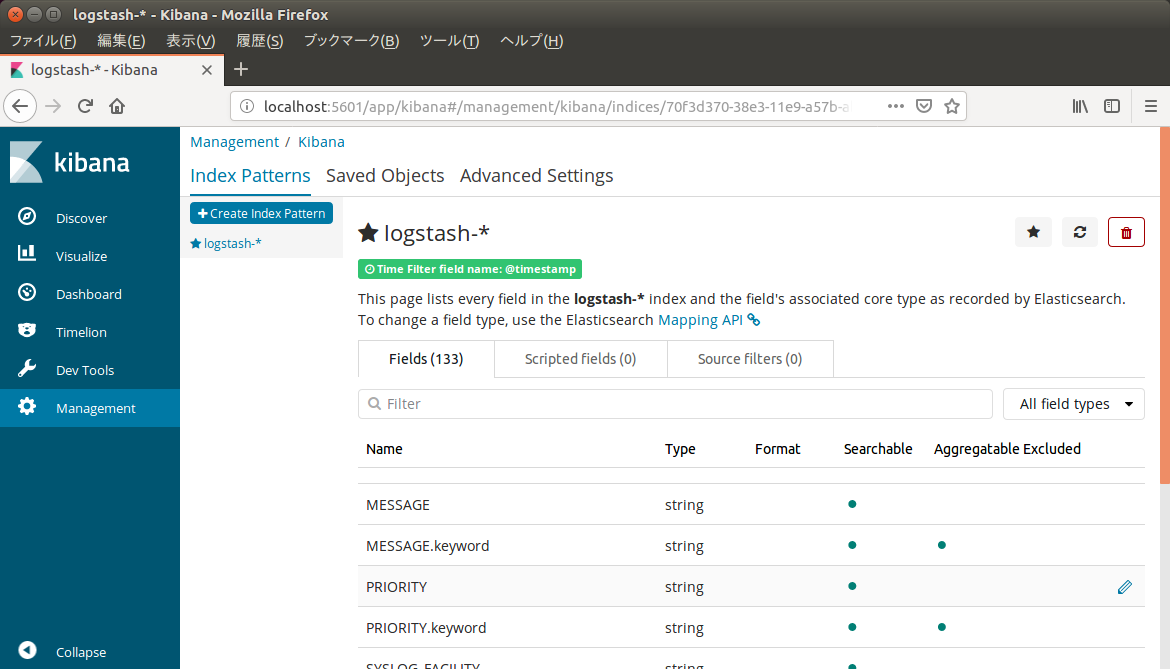 logstash-* - Kibana - Mozilla Firefox
ファイル(F) 編集(E) 表示(V) 履歴(S) ブックマーク(B) ツール(T) ヘルプ(H)
logstash-* - Kibana
localhost:5601/app/kibana#/management/kibana/indices/70f3d370-38e3-11e9-a57b-a
kibana
Discover
Visualize
Dashboard
Timelion
Dev Tools
Management
Collapse
Management / Kibana
Index Patterns Saved Objects Advanced Settings
Create Index Pattern
logstash-*
logstash-*
Time Filter field name: @timestamp
This page lists every field in the logstash-* index and the field's associated core type as recorded by Elasticsearch.
To change a field type, use the Elasticsearch Mapping API
Fields (133) Scripted fields (0) Source filters (0)
Filter All field types
Name Type Format Searchable Aggregatable Excluded
MESSAGE string
MESSAGE.keyword string
PRIORITY string
PRIORITY.keyword string
SYSLOG_FACILITY string